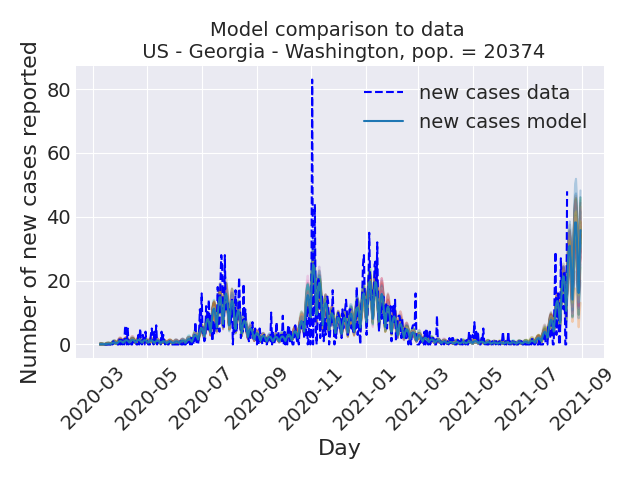 Model comparison to data
US - Georgia - Washington, pop. = 20374
Number of new cases reported
80
60
40
20
0
new cases data
new cases model
2020-03
2020-05
2020-07
2020-09
2020-11
2021-01
2021-03
2021-05
2021-07
2021-09
Day